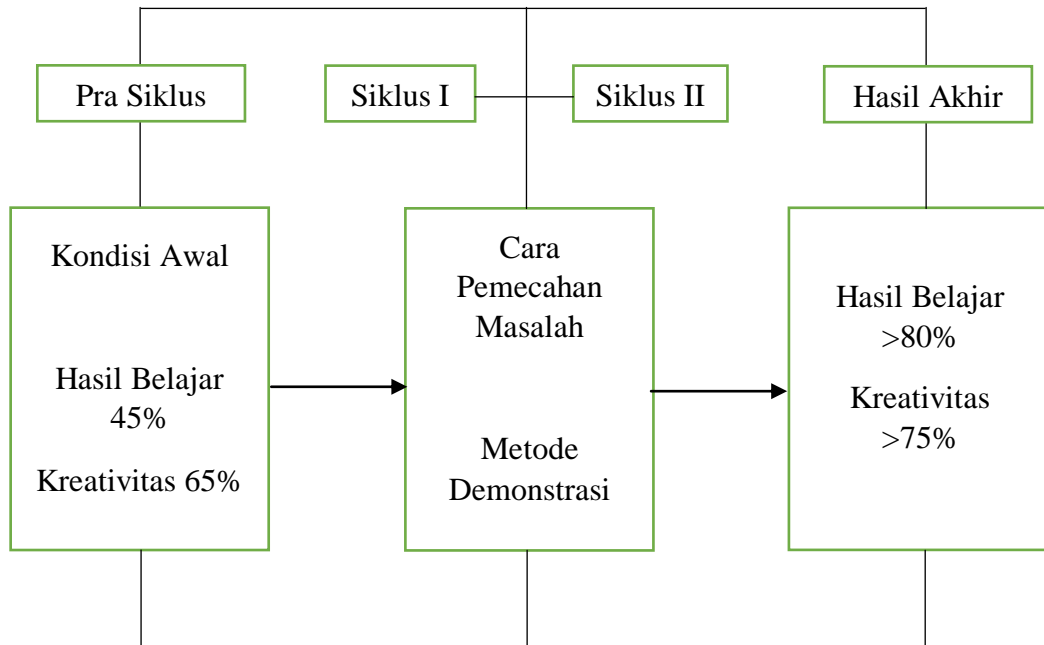 Pra Siklus
Siklus I
Siklus II
Hasil Akhir
Kondisi Awal
Hasil Belajar
45%
Kreativitas 65%
Cara
Pemecahan
Masalah
Metode
Demonstrasi
Hasil Belajar
>80%
Kreativitas
>75%